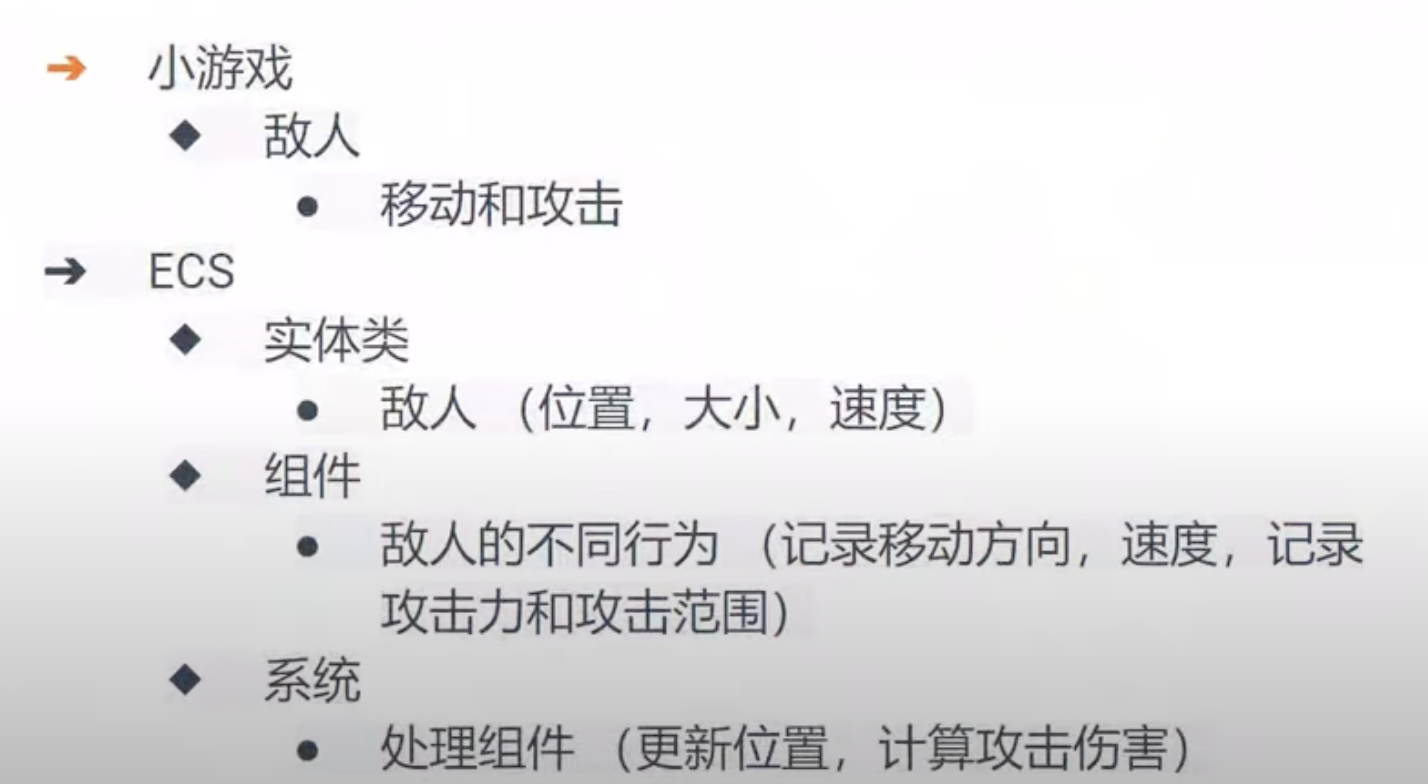 小游戏
敌人
移动和攻击
ECS
实体类
敌人（位置，大小，速度）
组件
敌人的不同行为（记录移动方向，速度，记录
攻击力和攻击范围）
系统
处理组件（更新位置，计算攻击伤害）